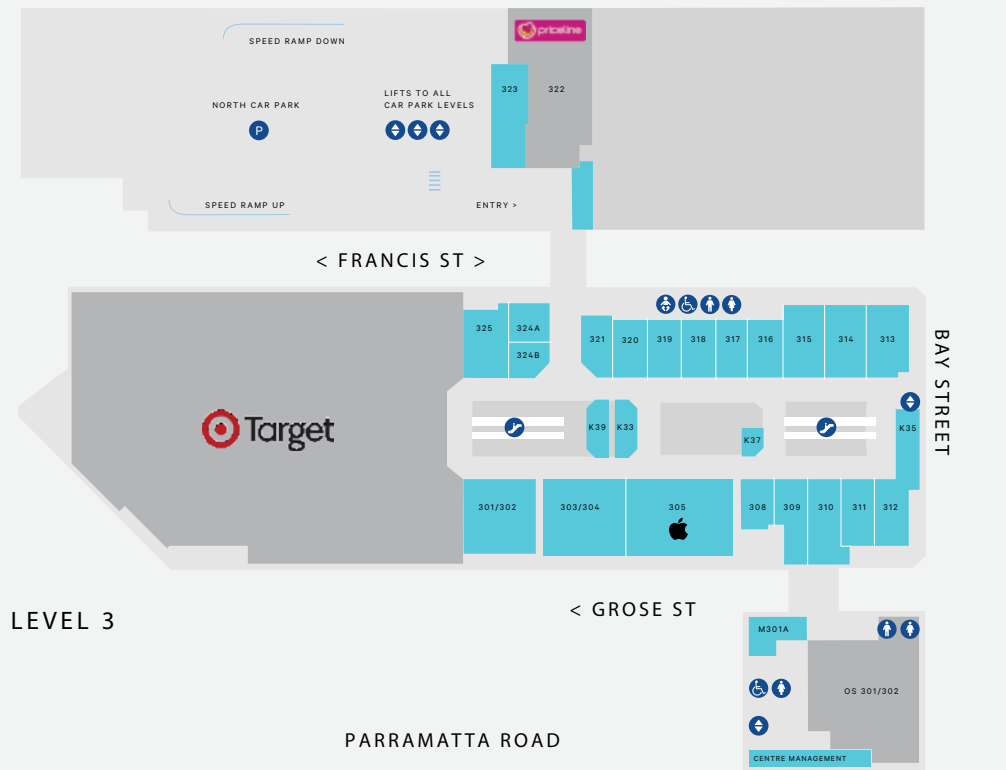 priceline
SPEED RAMP DOWN
323
322
NORTH CAR PARK
LIFTS TO ALL
CAR PARK LEVELS
P
SPEED RAMP UP
ENTRY >
< FRANCIS ST >
325
324A
324B
321
320
319
318
317
316
315
314
313
BAY STREET
Target
K39
K33
K37
K35
301/302
303/304
305
308
309
310
311
312
< GROSE ST
LEVEL 3
M301A
OS 301/302
PARRAMATTA ROAD
CENTRE MANAGEMENT